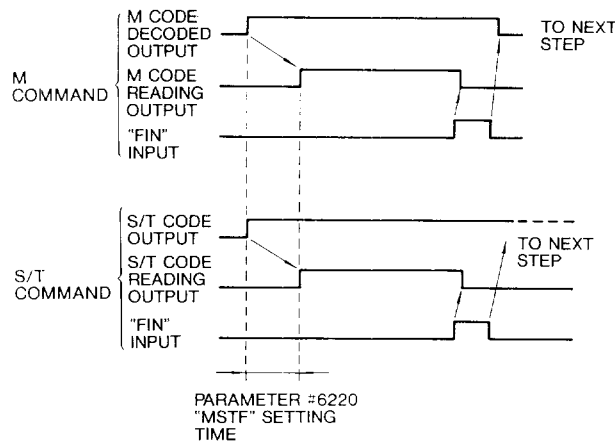 M CODE
DECODED
OUTPUT
TO NEXT
STEP
M
COMMAND
M CODE
READING
OUTPUT
"FIN"
INPUT
S/T CODE
OUTPUT
TO NEXT
STEP
S/T
COMMAND
S/T CODE
READING
OUTPUT
"FIN"
INPUT
PARAMETER #6220
"MSTF" SETTING
TIME